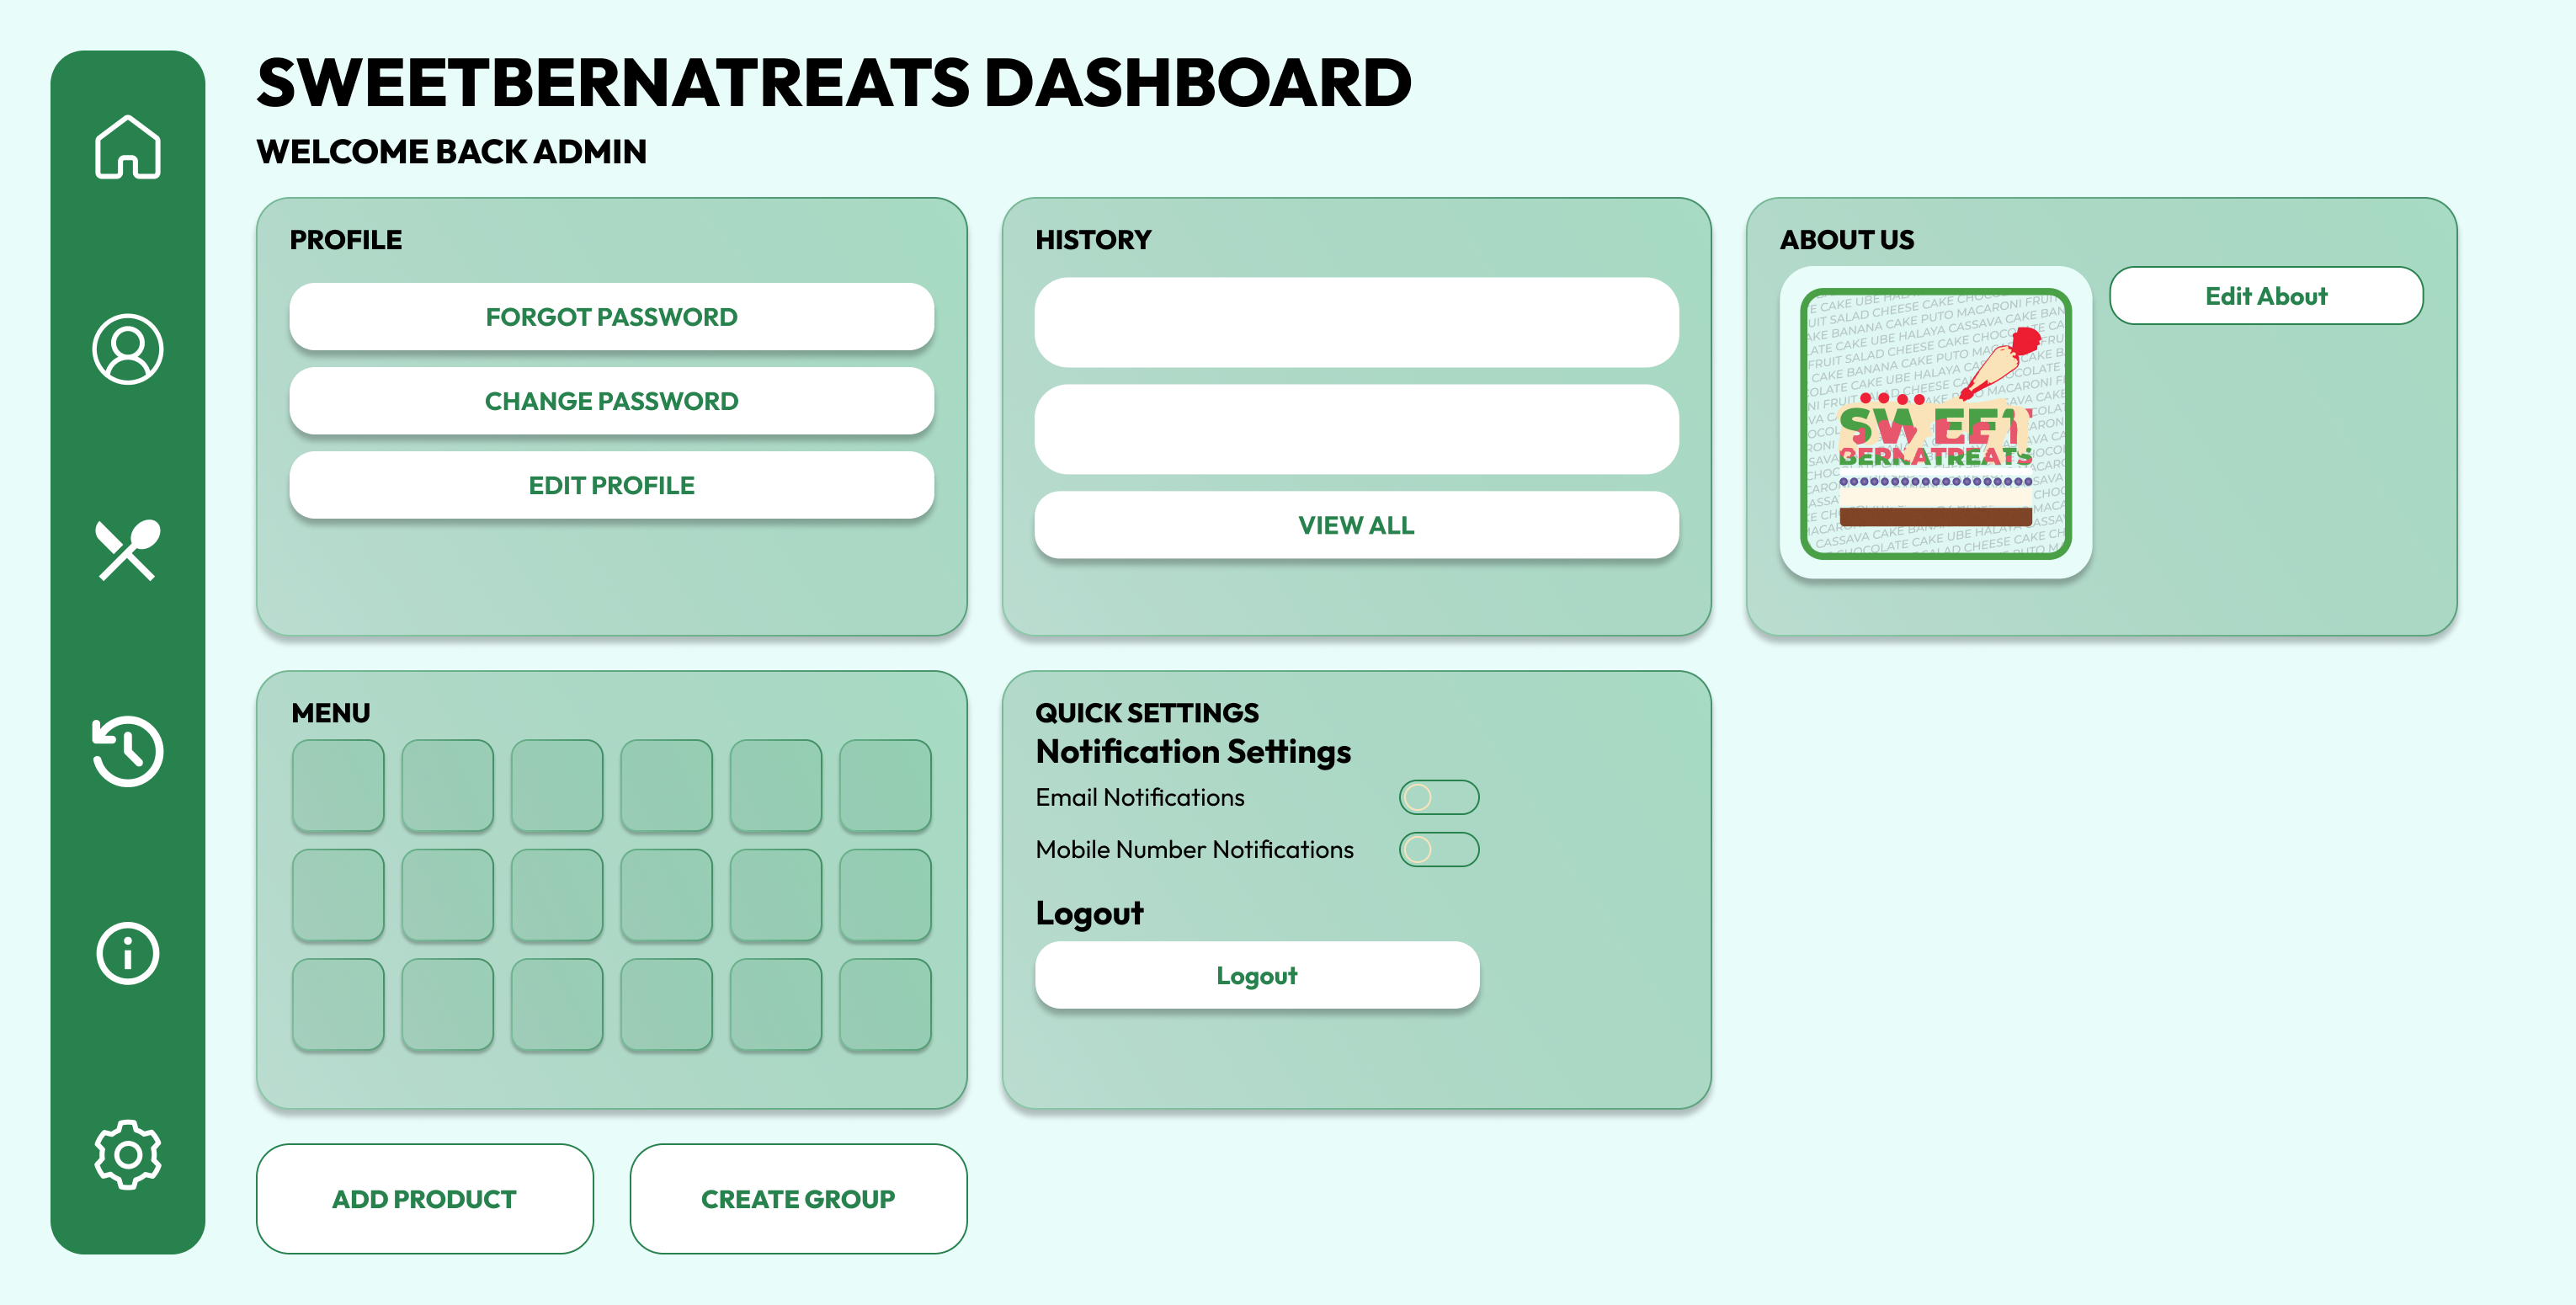 SWEETBERNATREATS DASHBOARD
WELCOME BACK ADMIN
PROFILE
FORGOT PASSWORD
CHANGE PASSWORD
EDIT PROFILE
HISTORY
VIEW ALL
ABOUT US
SWEET
BERNATREATS
Edit About
MENU
QUICK SETTINGS
Notification Settings
Email Notifications
Mobile Number Notifications
Logout
Logout
ADD PRODUCT
CREATE GROUP